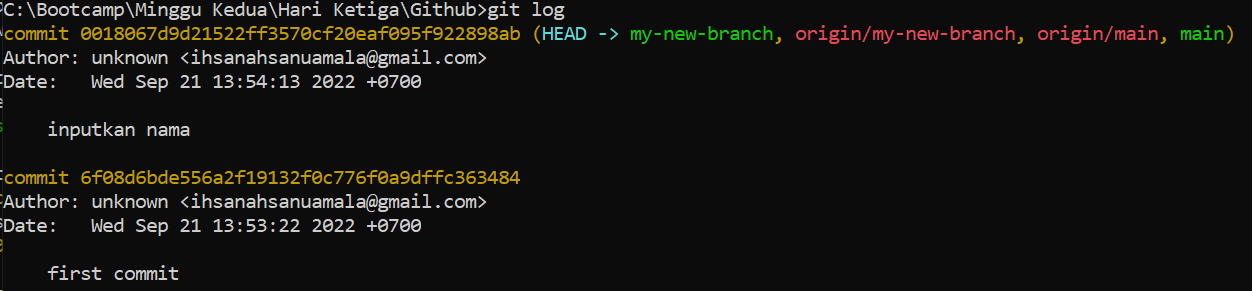 C:\Bootcamp\Minggu Kedua\Hari Ketiga\Github>git log
commit 0018067d9d21522ff3570cf20eaf095f922898ab (HEAD -> my-new-branch, origin/my-new-branch, origin/main, main)
Author: unknown <ihsanahsanuamala@gmail.com>
Date:   Wed Sep 21 13:54:13 2022 +0700
    inputkan nama
commit 6f08d6bde556a2f19132f0c776f0a9dffc363484
Author: unknown <ihsanahsanuamala@gmail.com>
Date:   Wed Sep 21 13:53:22 2022 +0700
    first commit